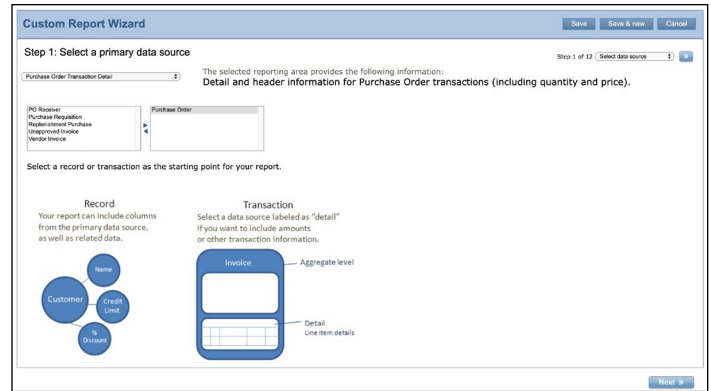 Custom Report Wizard
Save
Save & new
Cancel
Step 1: Select a primary data source
Step 1 of 12
Select data source
Purchase Order Transaction Detail
The selected reporting area provides the following information:
Detail and header information for Purchase Order transactions (including quantity and price).
PO Receiver
Purchase Requisition
Replenishment Purchase
Unapproved Invoice
Vendor Invoice
Purchase Order
Select a record or transaction as the starting point for your report.
Record
Your report can include columns
from the primary data source,
as well as related data.
Name
Customer
Credit
Limit
%
Discount
Transaction
Select a data source labeled as "detail"
if you want to include amounts
or other transaction information.
Invoice
Aggregate level
Detail
Line item details
Next »